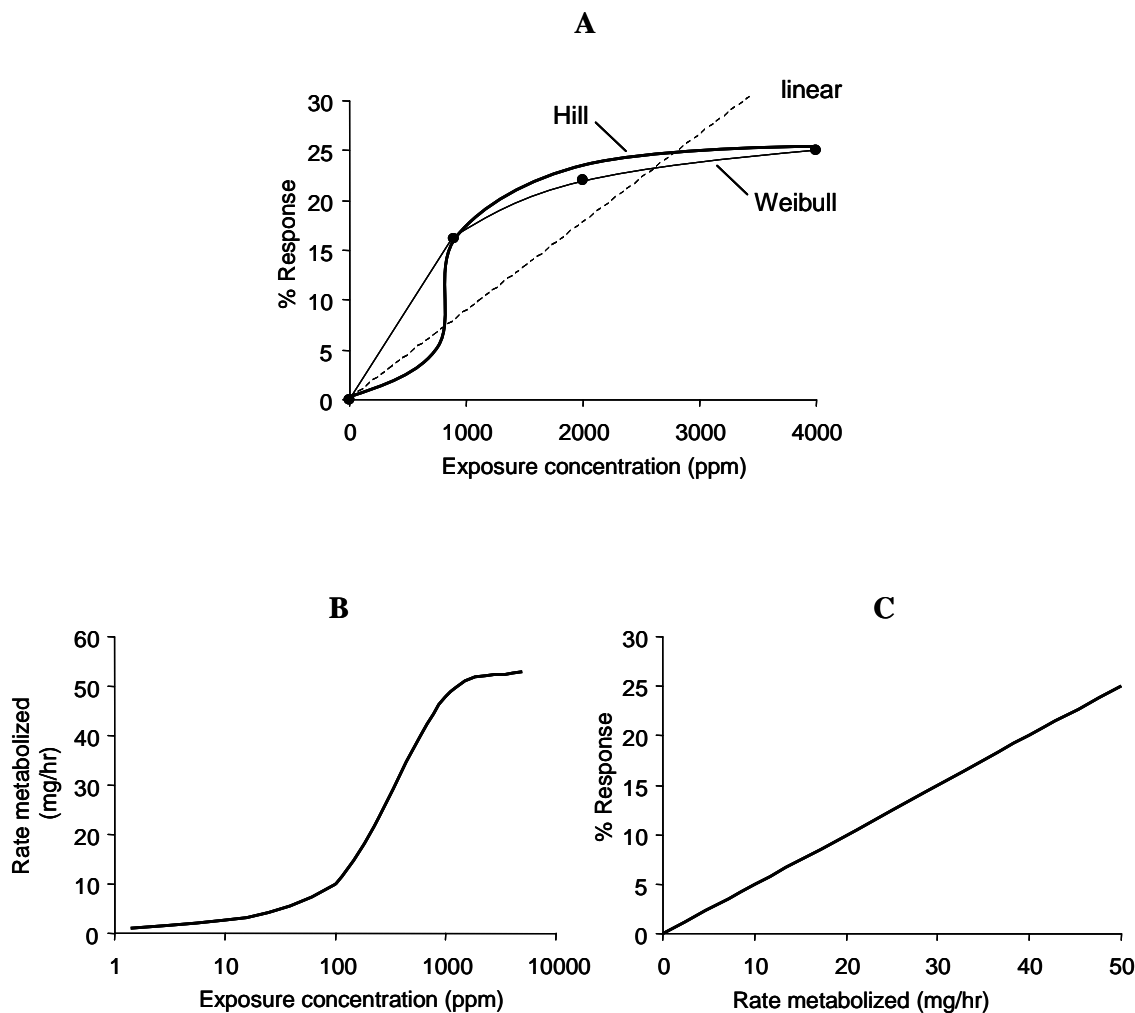 A
linear
Hill
Weibull
30
25
20
15
10
5
0
% Response
0 1000 2000 3000 4000
Exposure concentration (ppm)
B
60
50
40
30
20
10
0
Rate metabolized
(mg/hr)
1 10 100 1000 10000
Exposure concentration (ppm)
C
30
25
20
15
10
5
0
% Response
0 10 20 30 40 50
Rate metabolized (mg/hr)